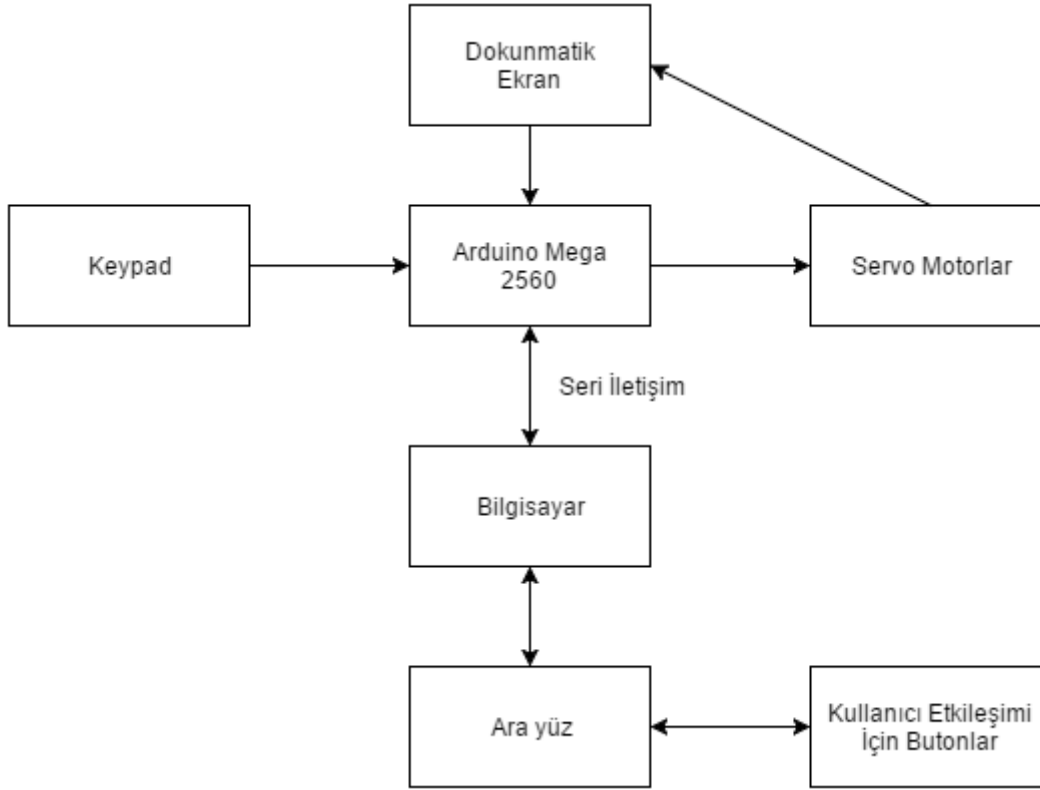 Dokunmatik
Ekran
Keypad
Arduino Mega
2560
Servo Motorlar
Seri İletişim
Bilgisayar
Ara yüz
Kullanıcı Etkileşimi
İçin Butonlar